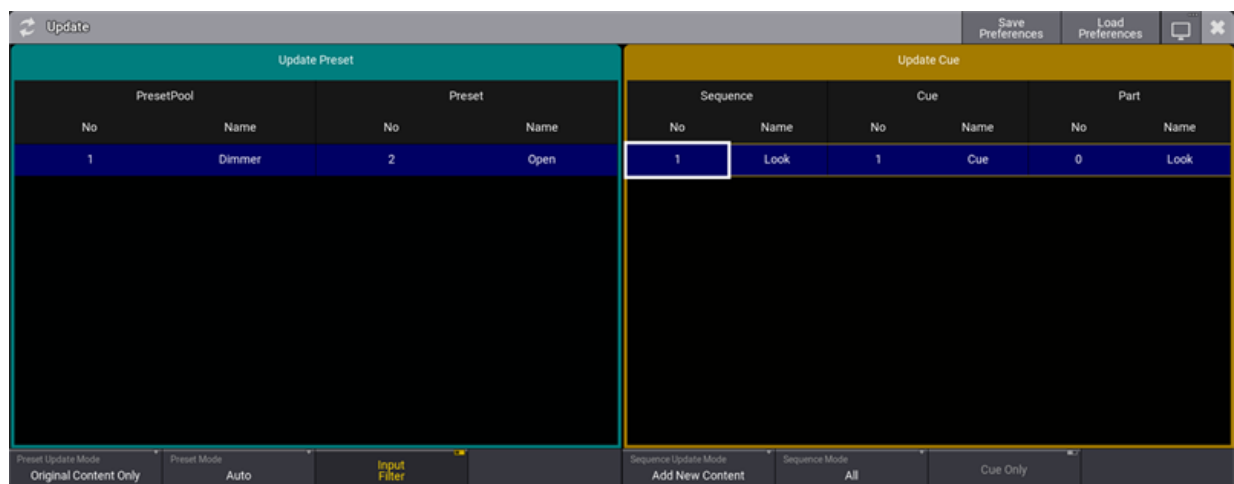 Update
Save
Preferences
Load
Preferences
Update Preset
Update Cue
PresetPool
Preset
Sequence
Cue
Part
No Name No Name No Name No Name No Name
1 Dimmer 2 Open 1 Look 1 Cue 0 Look
Preset Update Mode
Original Content Only
Preset Mode
Auto
Input
Filter
Sequence Update Mode
Add New Content
Sequence Mode
All
Cue Only